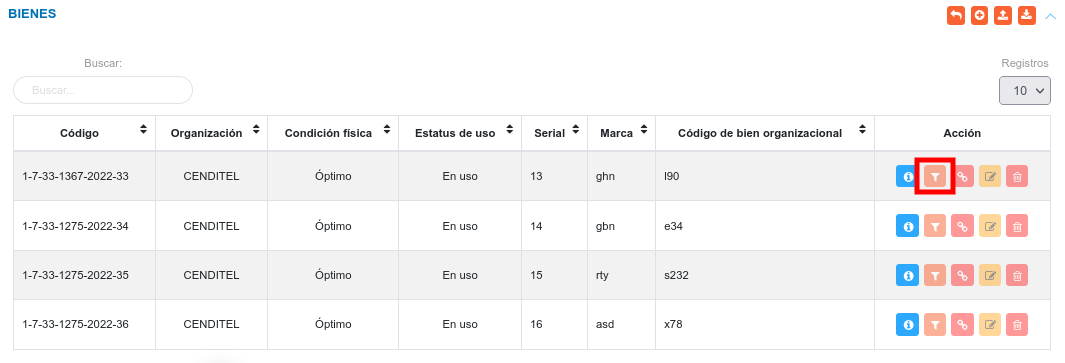 BIENES
Buscar:
Registros
Buscar...
10
Código Organización Condición física Estatus de uso Serial Marca Código de bien organizacional Acción
1-7-33-1367-2022-33 CENDITEL Óptimo En uso 13 ghn l90
1-7-33-1275-2022-34 CENDITEL Óptimo En uso 14 gbn e34
1-7-33-1275-2022-35 CENDITEL Óptimo En uso 15 rty s232
1-7-33-1275-2022-36 CENDITEL Óptimo En uso 16 asd x78